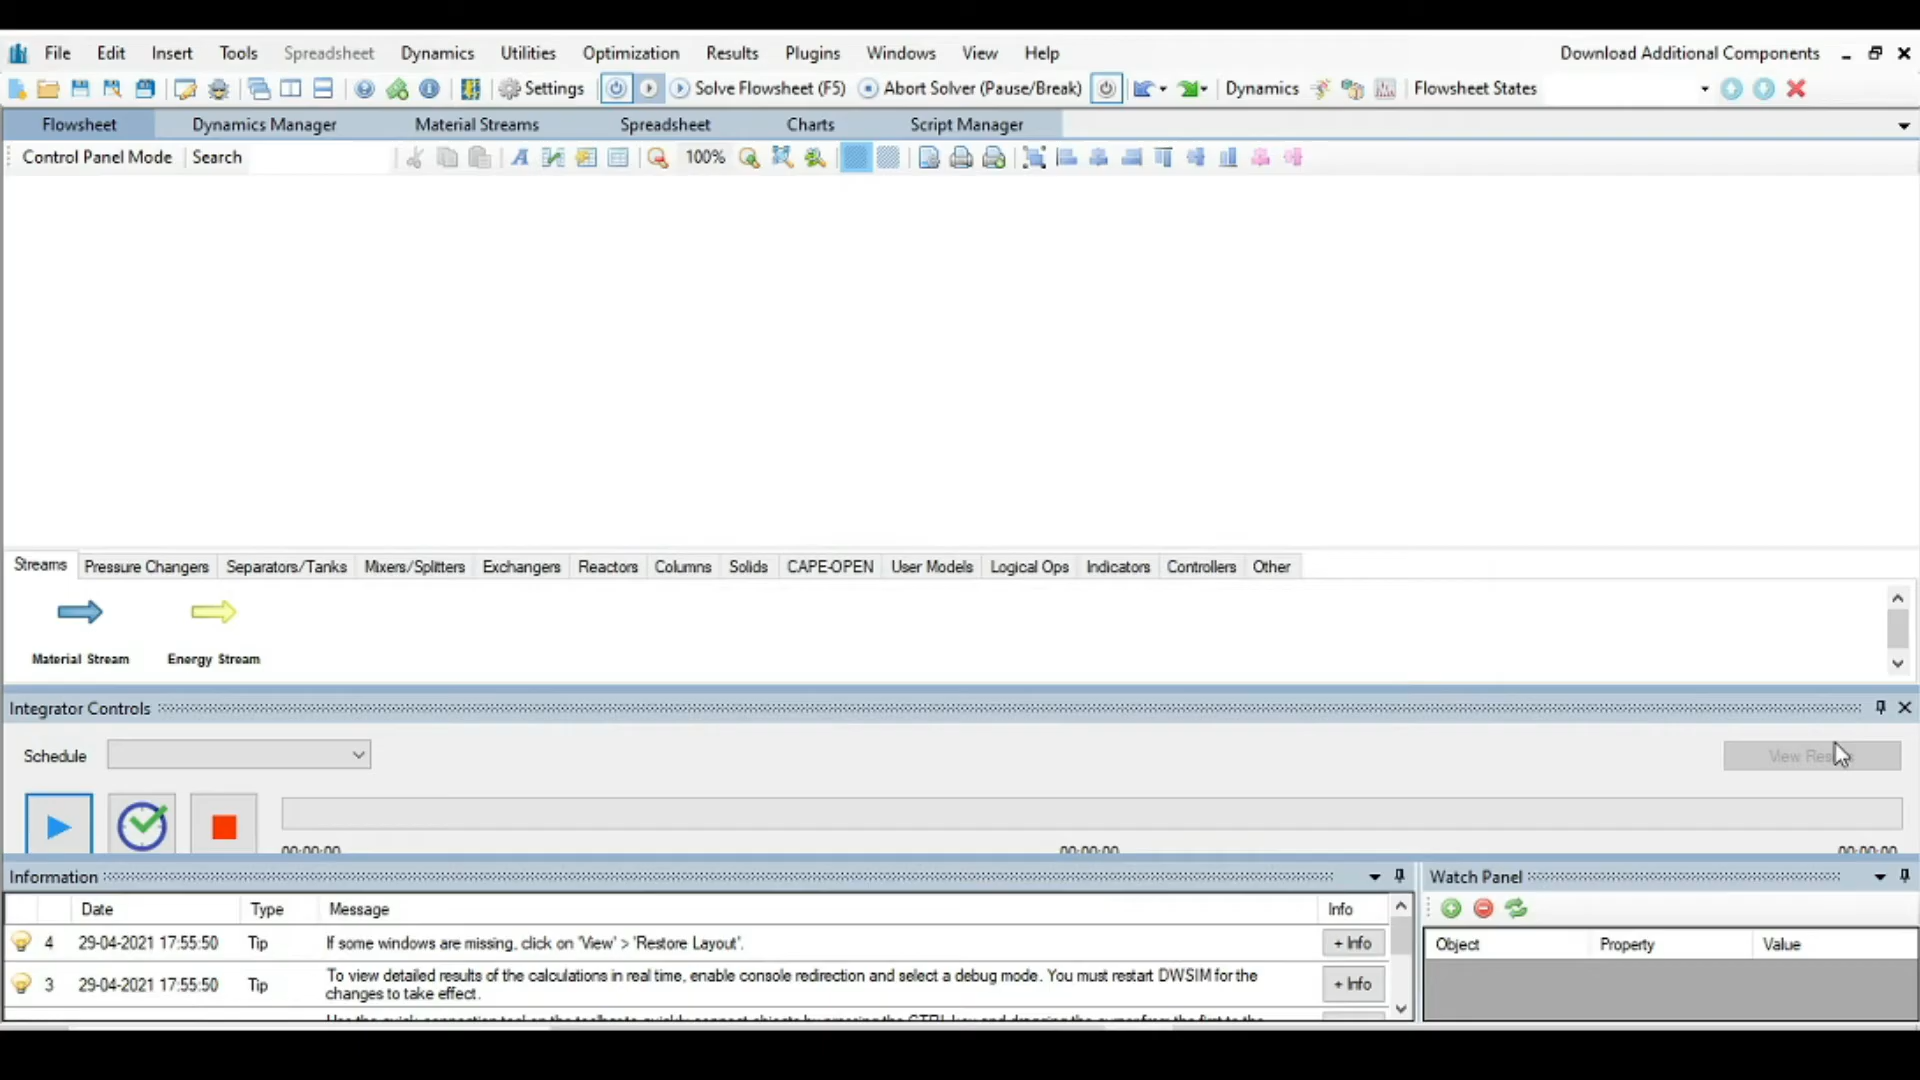 File Edit Insert Tools Spreadsheet Dynamics Utilities Optimization Results Plugins Windows View Help Download Additional Components
Settings Solve Flowsheet (F5) Abort Solver (Pause/Break) Dynamics Flowsheet States
Flowsheet Dynamics Manager Material Streams Spreadsheet Charts Script Manager
Control Panel Mode Search 100%
Streams Pressure Changers Separators/Tanks Mixers/Splitters Exchangers Reactors Columns Solids CAPE-OPEN User Models Logical Ops Indicators Controllers Other
Material Stream Energy Stream
Integrator Controls
Schedule View
00:00:00 00:00:00 00:00:00
Information Watch Panel
Date Type Message Info
Object Property Value
4 29-04-2021 17:55:50 Tip If some windows are missing, click on 'View' > 'Restore Layout'. + Info
3 29-04-2021 17:55:50 Tip To view detailed results of the calculations in real time, enable console redirection and select a debug mode. You must restart DWSIM for the
changes to take effect. + Info